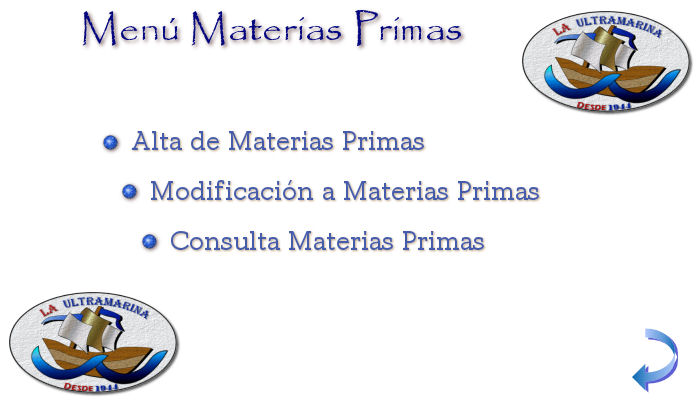 Menú Materias Primas
LA ULTRAMARINA
DESDE 1944
Alta de Materias Primas
Modificación a Materias Primas
Consulta Materias Primas
LA ULTRAMARINA
DESDE 1944